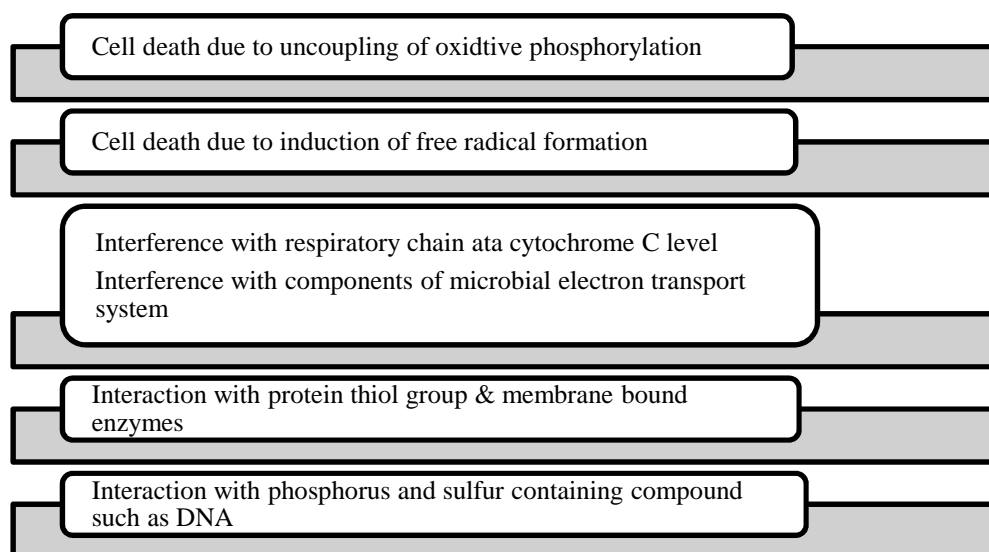 Cell death due to uncoupling of oxidtive phosphorylation
Cell death due to induction of free radical formation
Interference with respiratory chain ata cytochrome C level
Interference with components of microbial electron transport
system
Interaction with protein thiol group & membrane bound
enzymes
Interaction with phosphorus and sulfur containing compound
such as DNA